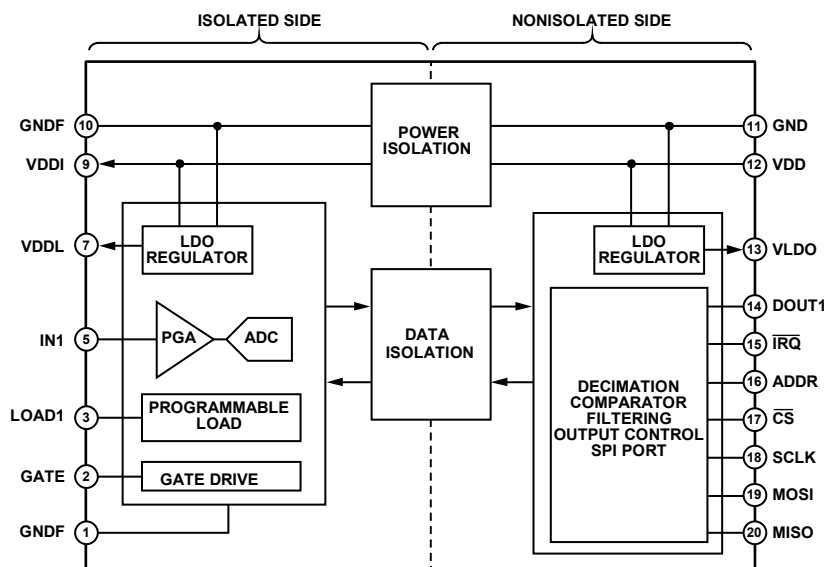 ISOLATED SIDE
NONISOLATED SIDE
GNDF 10
VDDI 9
VDDL 7
IN1 5
LOAD1 3
GATE 2
GNDF 1
LDO
REGULATOR
PGA
ADC
PROGRAMMABLE
LOAD
GATE DRIVE
POWER
ISOLATION
DATA
ISOLATION
LDO
REGULATOR
DECIMATION
COMPARATOR
FILTERING
OUTPUT CONTROL
SPI PORT
11 GND
12 VDD
13 VLDO
14 DOUT1
15 I̅R̅Q̅
16 ADDR
17 C̅S̅
18 SCLK
19 MOSI
20 MISO